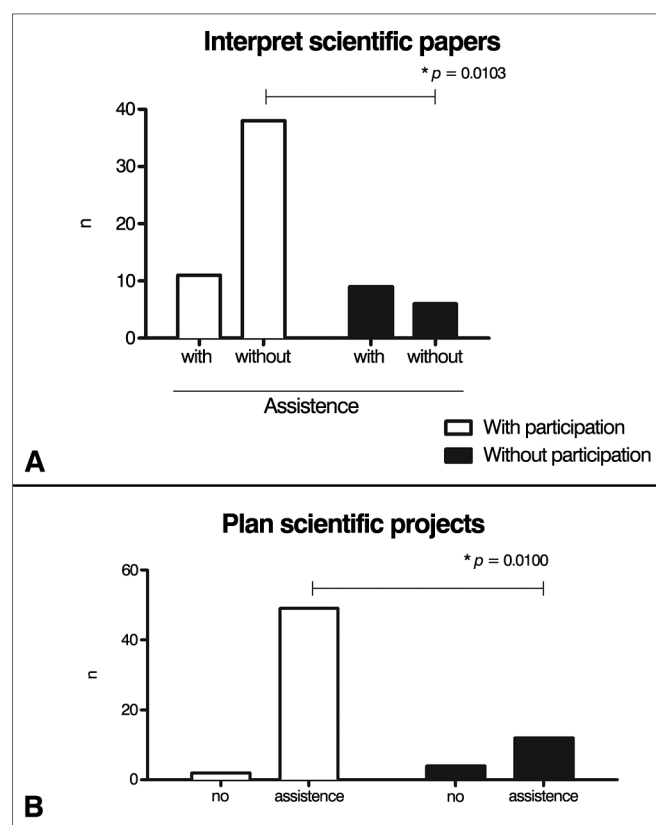 Interpret scientific papers
* p = 0.0103
40
30
20
10
0
n
with without with without
Assistence
With participation
Without participation
A
Plan scientific projects
* p = 0.0100
60
40
20
0
n
no assistence no assistence
B